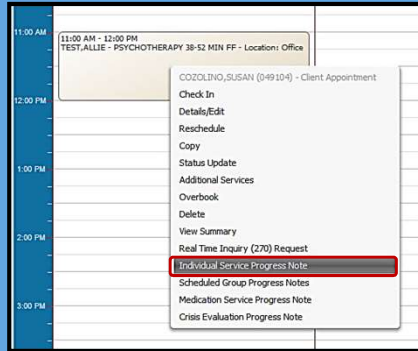 11:00 AM
11:00 AM - 12:00 PM
TEST,ALLIE - PSYCHOTHERAPY 38-52 MIN FF - Location: Office
COZOLINO,SUSAN (049104) - Client Appointment
Check In
12:00 PM
Details/Edit
Reschedule
Copy
Status Update
1:00 PM
Additional Services
Overbook
Delete
View Summary
2:00 PM
Real Time Inquiry (270) Request
Individual Service Progress Note
Scheduled Group Progress Notes
Medication Service Progress Note
3:00 PM
Crisis Evaluation Progress Note